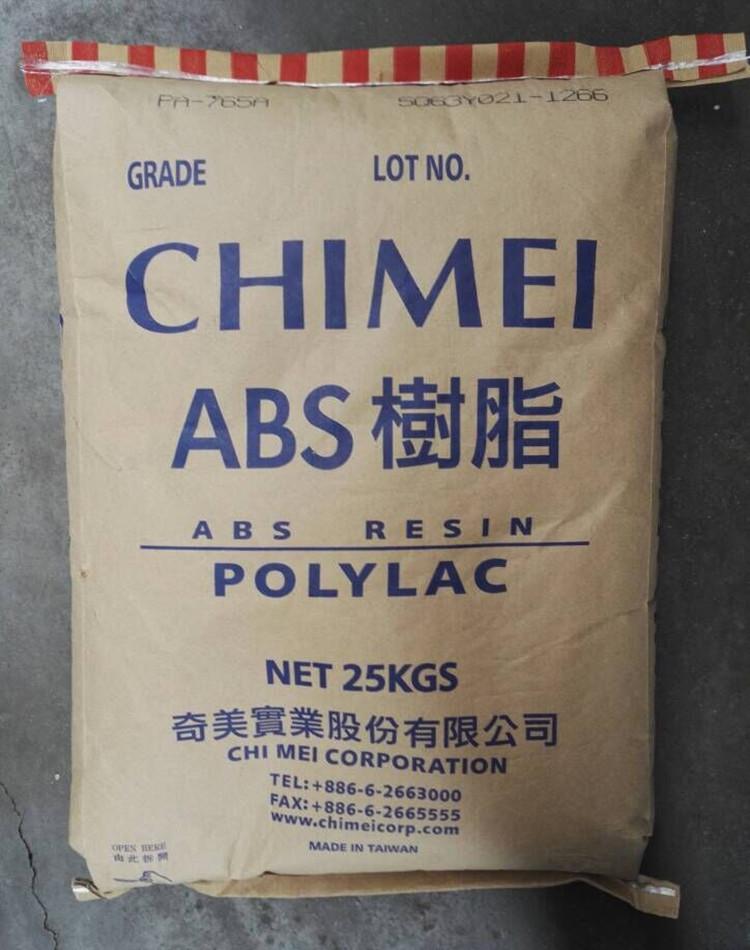 PA-765A 5063Y021-1266
GRADE LOT NO.
CHIMEI
ABS 樹脂
ABS RESIN
POLYLAC
NET 25KGS
奇美實業股份有限公司
CHI MEI CORPORATION
TEL:+886-6-2663000
FAX:+886-6-2665555
www.chimeicorp.com
MADE IN TAIWAN
OPEN HERE
由此拆開